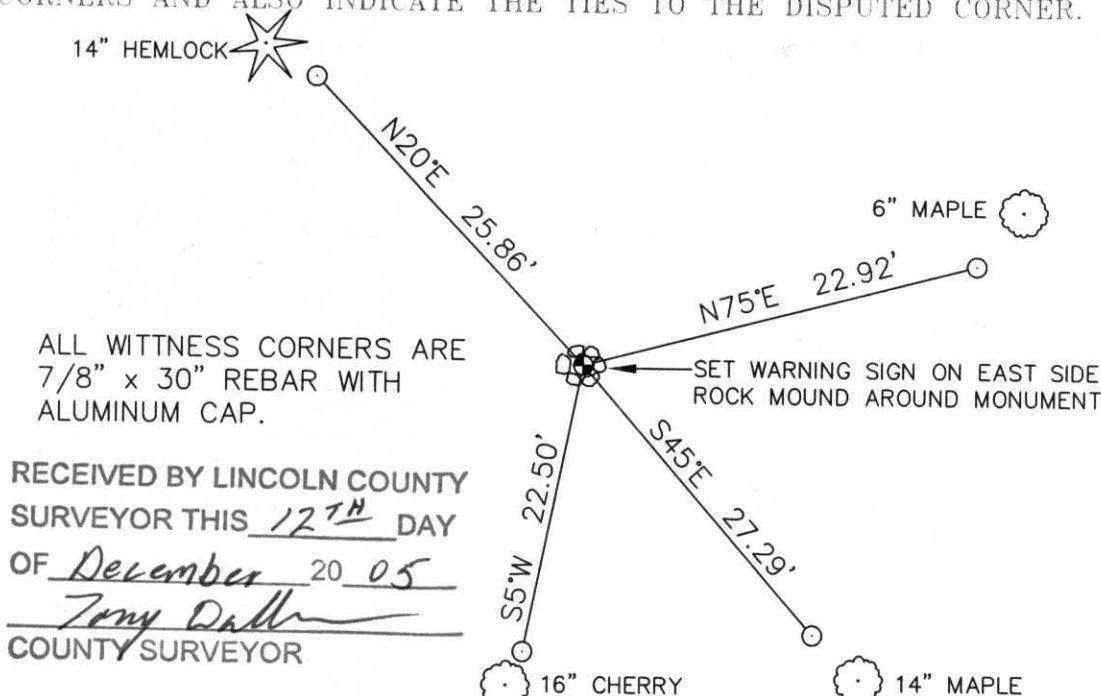 CORNERS AND ALSO INDICATE THE TIES TO THE DISPUTED CORNER.
14" HEMLOCK
N20°E 25.86'
6" MAPLE
N75°E 22.92'
ALL WITTNESS CORNERS ARE
7/8" x 30" REBAR WITH
ALUMINUM CAP.
SET WARNING SIGN ON EAST SIDE
ROCK MOUND AROUND MONUMENT
S45°E 27.29'
S5°W 22.50'
RECEIVED BY LINCOLN COUNTY
SURVEYOR THIS 12TH DAY
OF December 20 05
Tony
COUNTY SURVEYOR
16" CHERRY
14" MAPLE